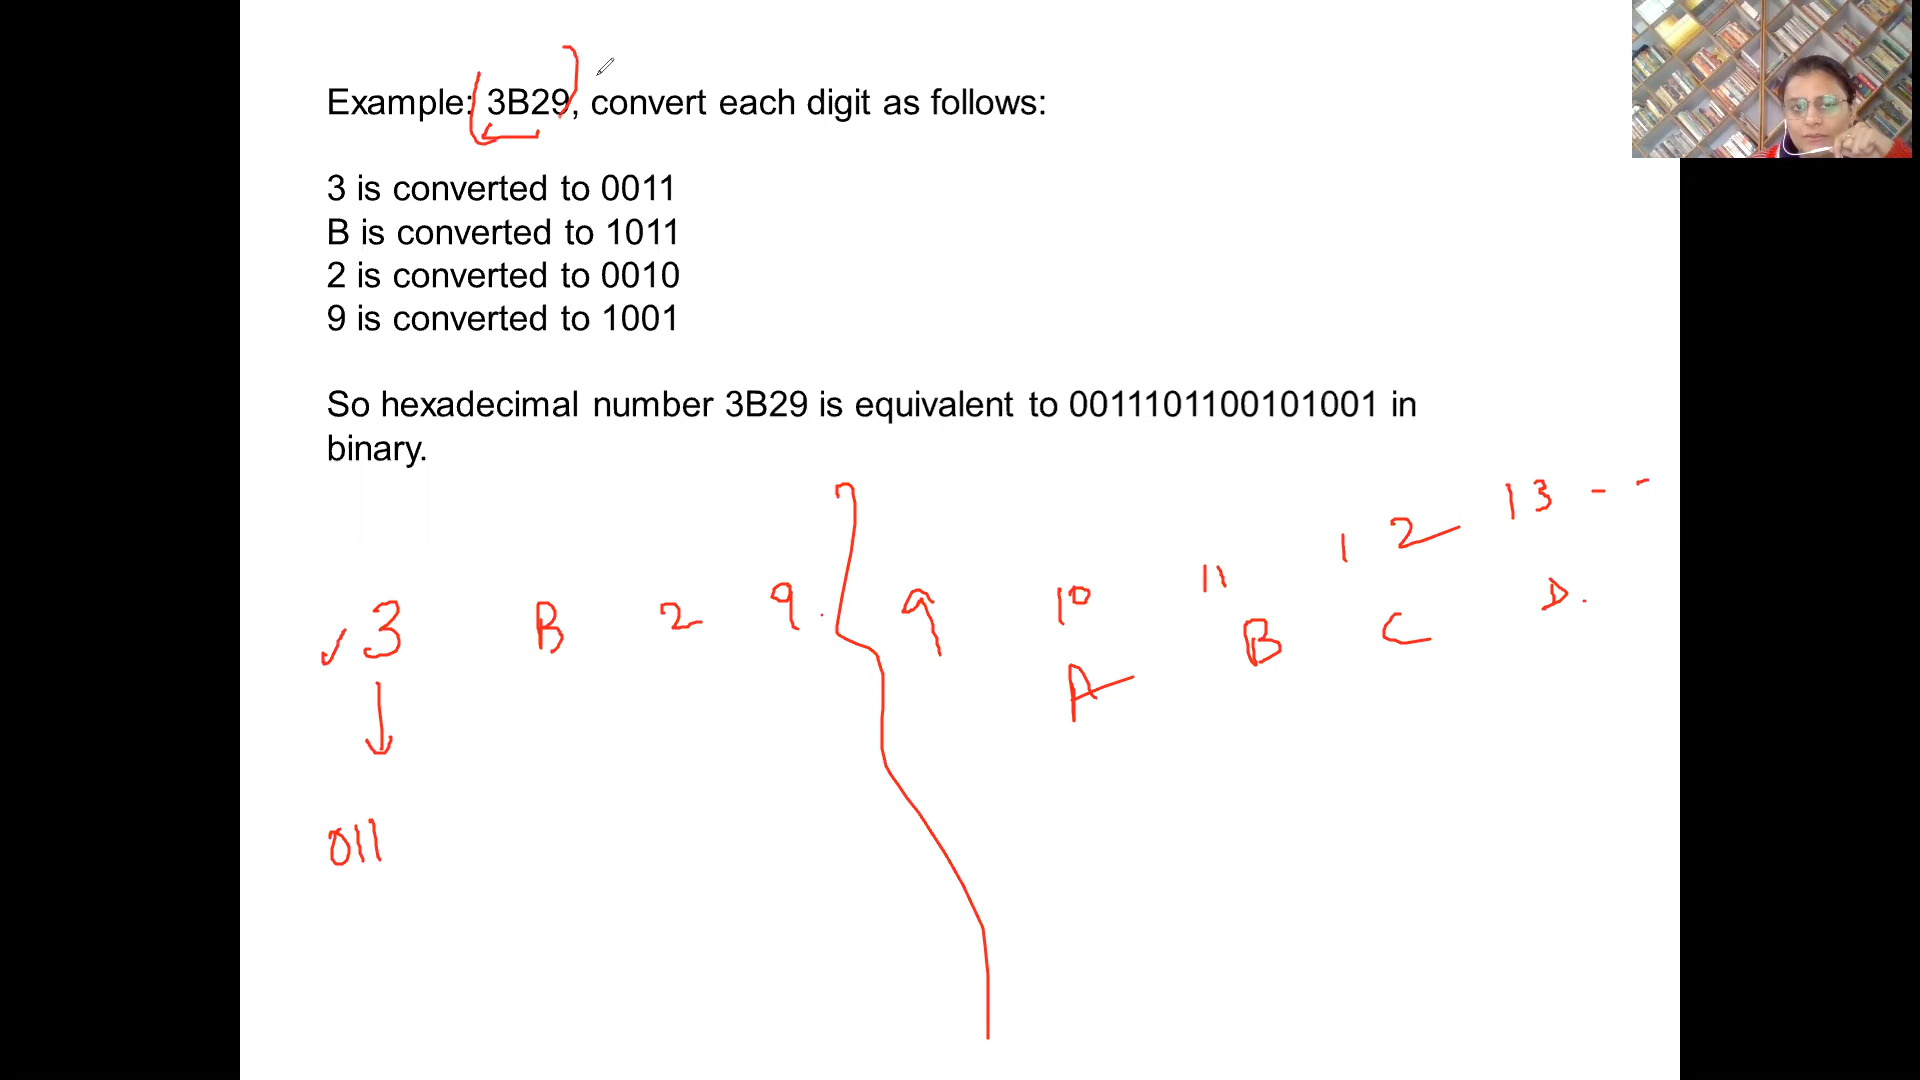 Example: 3B29, convert each digit as follows:
3 is converted to 0011
B is converted to 1011
2 is converted to 0010
9 is converted to 1001
So hexadecimal number 3B29 is equivalent to 0011101100101001 in
binary.
3 B 2 9 . 9 10 11 12 13 - -
A B C D .
011